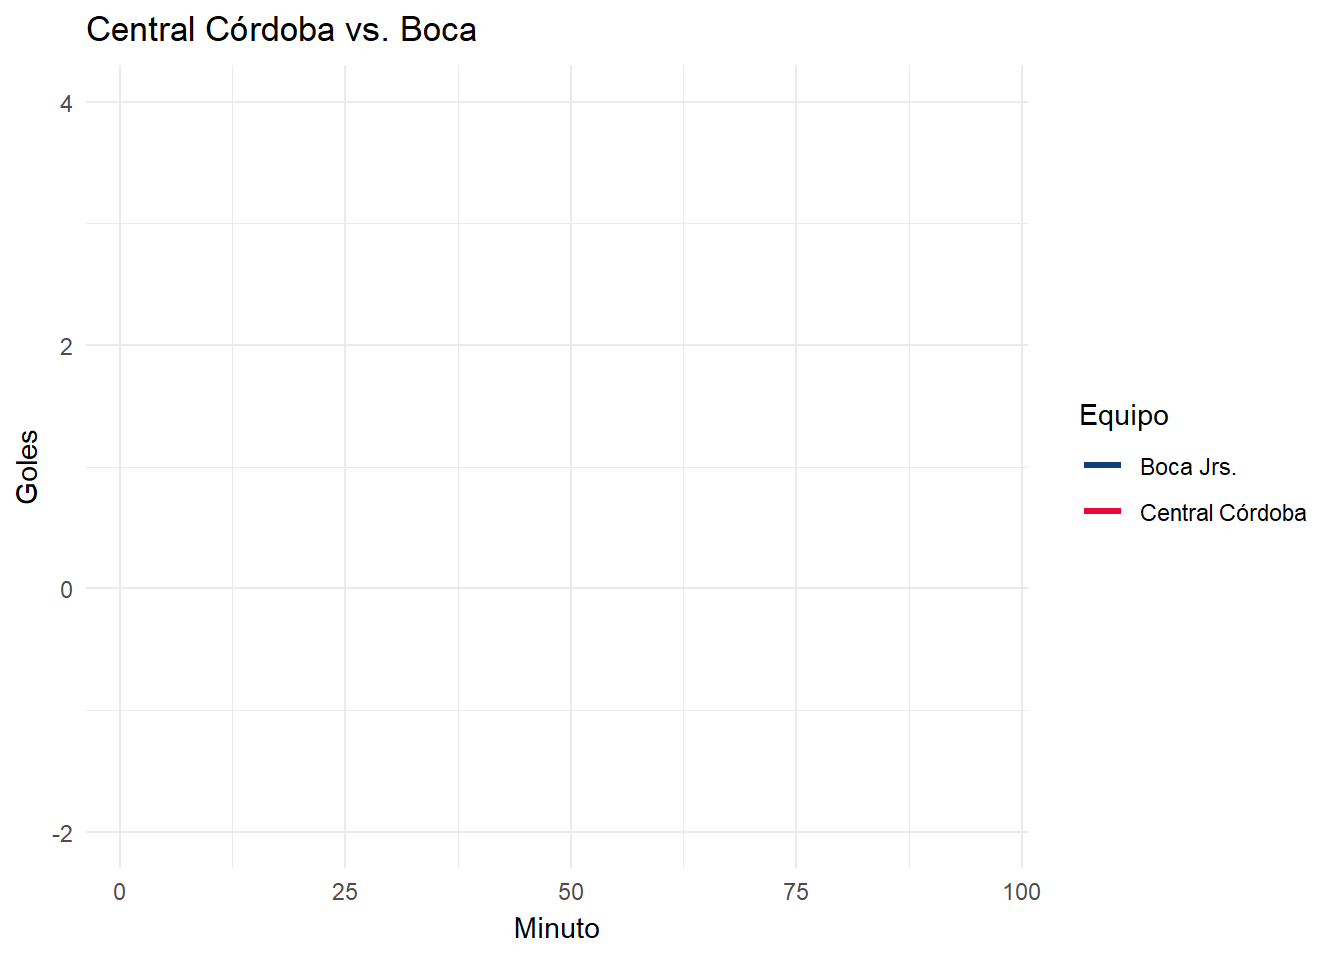 Central Córdoba vs. Boca
4
2
0
-2
Goles
0 25 50 75 100
Minuto
Equipo
Boca Jrs.
Central Córdoba